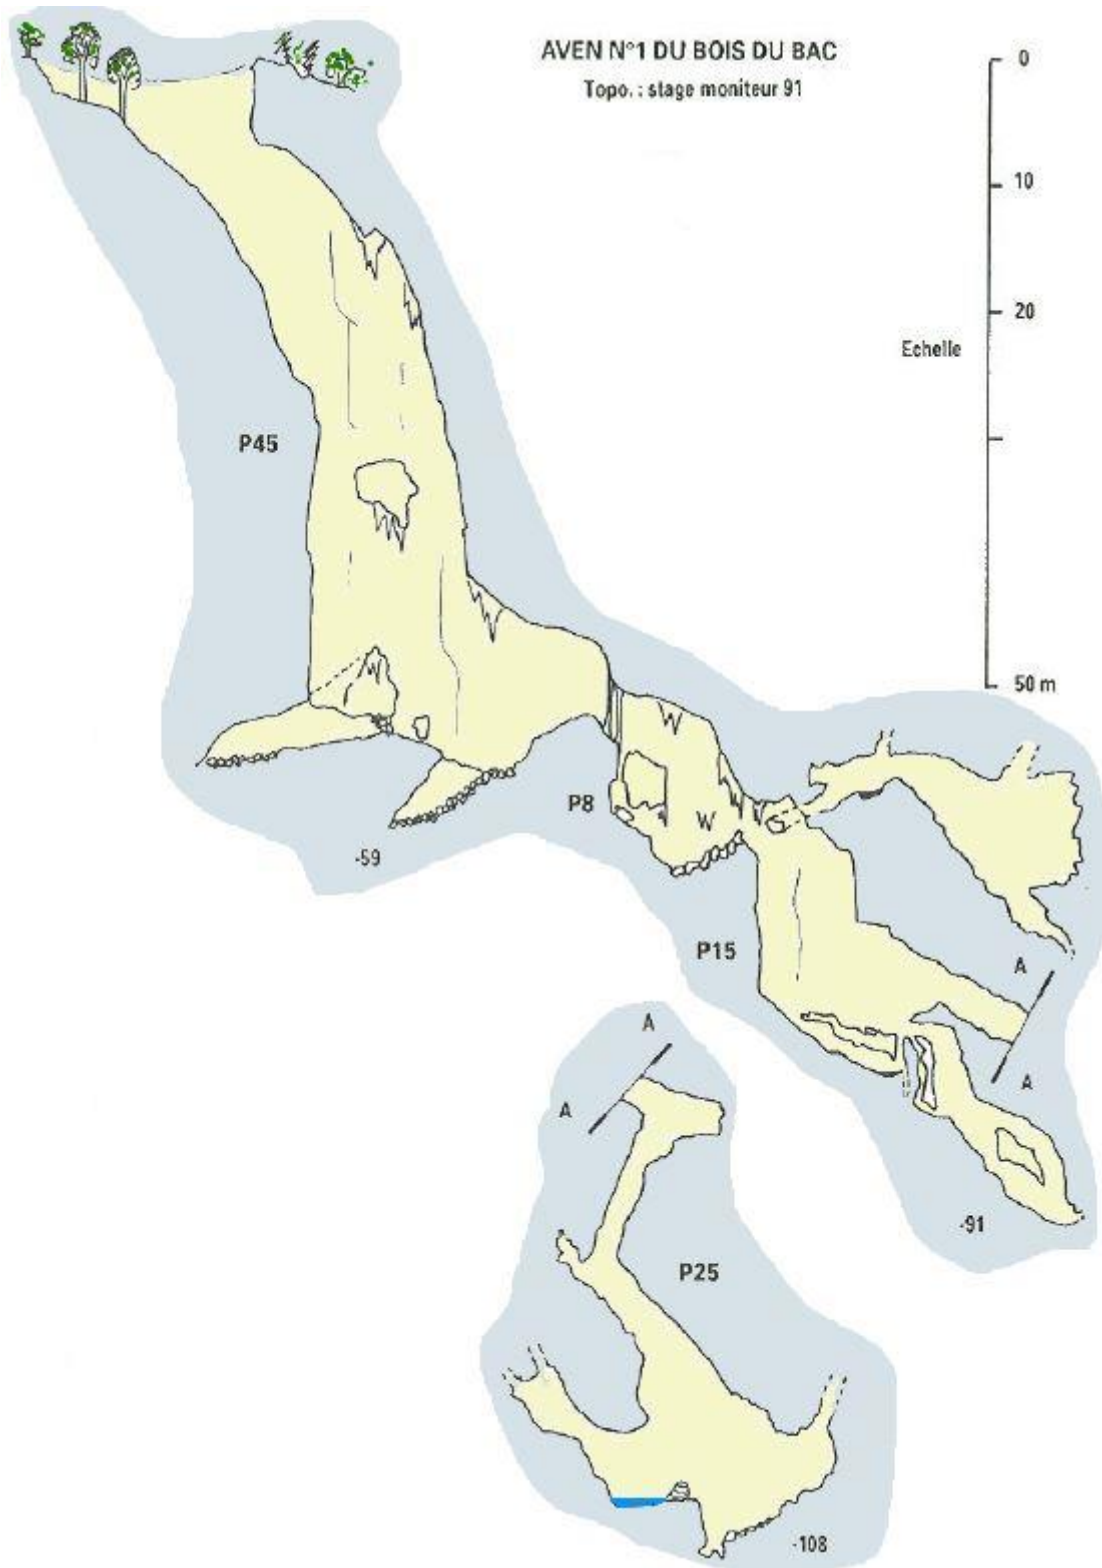 AVEN N°1 DU BOIS DU BAC
Topo. : stage moniteur 91
0
10
20
Echelle
P45
50 m
P8
-59
P15
A
A
A
A
-91
P25
-108